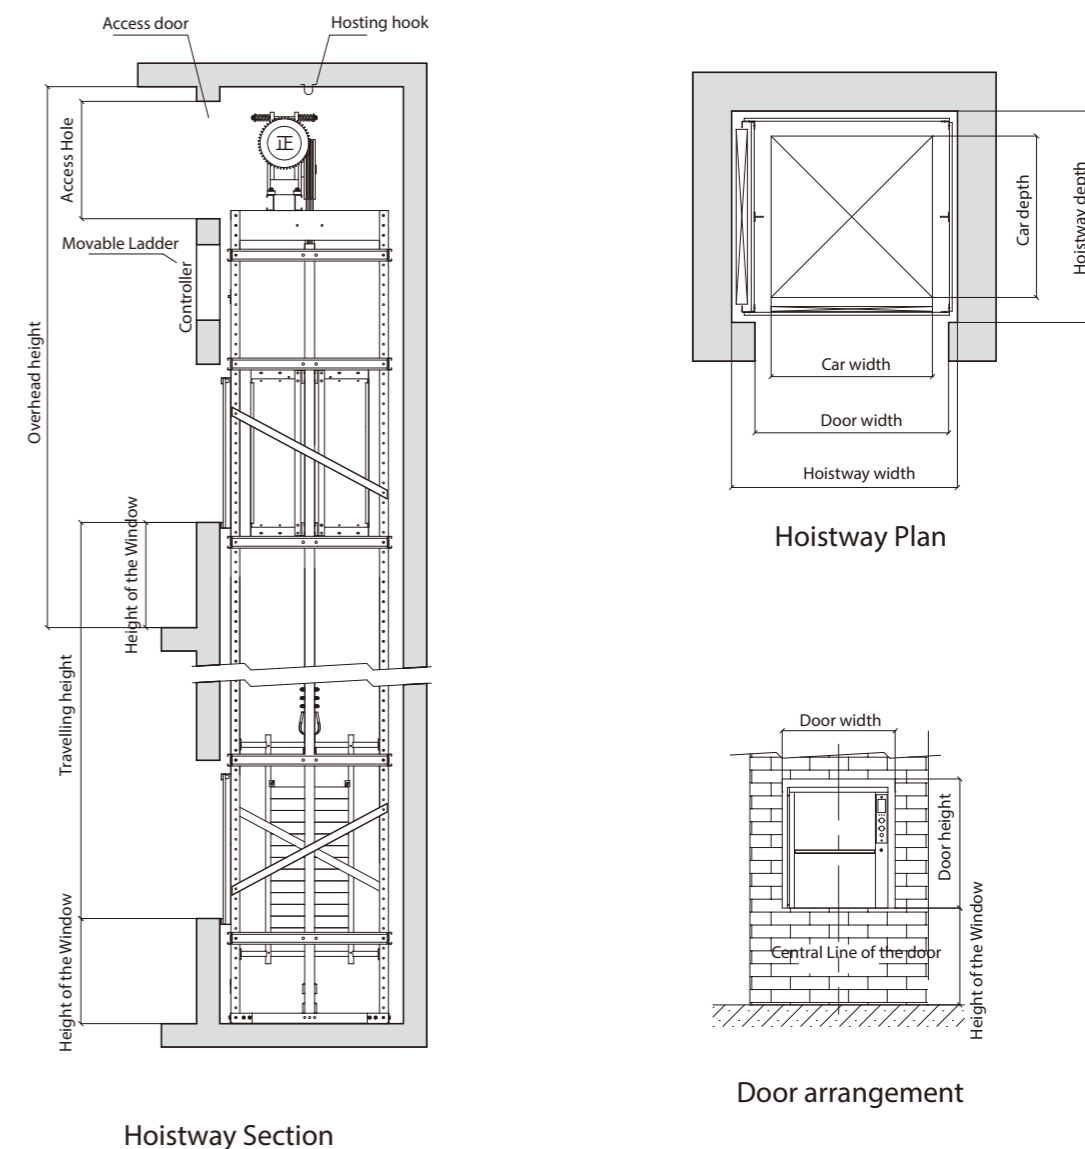 Access door
Hosting hook
Access Hole
正
Movable Ladder
Controller
Overhead height
Height of the Window
Travelling height
Height of the Window
Hoistway Section
Car depth
Hoistway depth
Car width
Door width
Hoistway width
Hoistway Plan
Door width
Door height
Central Line of the door
Height of the Window
Door arrangement